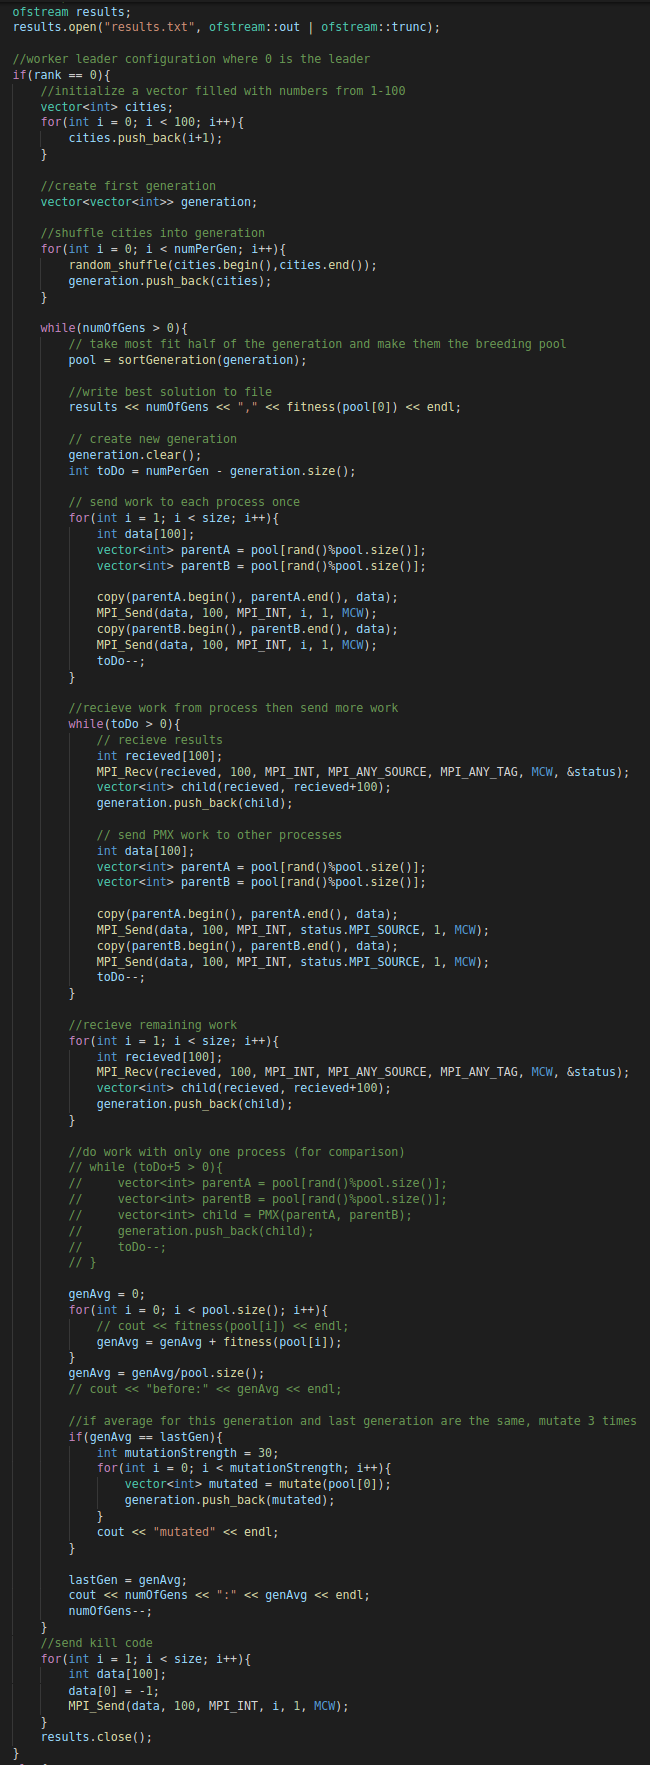 ofstream results;
results.open("results.txt", ofstream::out | ofstream::trunc);
//worker leader configuration where 0 is the leader
if(rank == 0){
//initialize a vector filled with numbers from 1-100
vector<int> cities;
for(int i = 0; i < 100; i++){
cities.push_back(i+1);
}
//create first generation
vector<vector<int>> generation;
//shuffle cities into generation
for(int i = 0; i < numPerGen; i++){
random_shuffle(cities.begin(),cities.end());
generation.push_back(cities);
}
while(numOfGens > 0){
// take most fit half of the generation and make them the breeding pool
pool = sortGeneration(generation);
//write best solution to file
results << numOfGens << "," << fitness(pool[0]) << endl;
// create new generation
generation.clear();
int toDo = numPerGen - generation.size();
// send work to each process once
for(int i = 1; i < size; i++){
int data[100];
vector<int> parentA = pool[rand()%pool.size()];
vector<int> parentB = pool[rand()%pool.size()];
copy(parentA.begin(), parentA.end(), data);
MPI_Send(data, 100, MPI_INT, i, 1, MCW);
copy(parentB.begin(), parentB.end(), data);
MPI_Send(data, 100, MPI_INT, i, 1, MCW);
toDo--;
}
//recieve work from process then send more work
while(toDo > 0){
// recieve results
int recieved[100];
MPI_Recv(recieved, 100, MPI_INT, MPI_ANY_SOURCE, MPI_ANY_TAG, MCW, &status);
vector<int> child(recieved, recieved+100);
generation.push_back(child);
// send PMX work to other processes
int data[100];
vector<int> parentA = pool[rand()%pool.size()];
vector<int> parentB = pool[rand()%pool.size()];
copy(parentA.begin(), parentA.end(), data);
MPI_Send(data, 100, MPI_INT, status.MPI_SOURCE, 1, MCW);
copy(parentB.begin(), parentB.end(), data);
MPI_Send(data, 100, MPI_INT, status.MPI_SOURCE, 1, MCW);
toDo--;
}
//recieve remaining work
for(int i = 1; i < size; i++){
int recieved[100];
MPI_Recv(recieved, 100, MPI_INT, MPI_ANY_SOURCE, MPI_ANY_TAG, MCW, &status);
vector<int> child(recieved, recieved+100);
generation.push_back(child);
}
//do work with only one process (for comparison)
// while (toDo+5 > 0){
//     vector<int> parentA = pool[rand()%pool.size()];
//     vector<int> parentB = pool[rand()%pool.size()];
//     vector<int> child = PMX(parentA, parentB);
//     generation.push_back(child);
//     toDo--;
// }
genAvg = 0;
for(int i = 0; i < pool.size(); i++){
// cout << fitness(pool[i]) << endl;
genAvg = genAvg + fitness(pool[i]);
}
genAvg = genAvg/pool.size();
// cout << "before:" << genAvg << endl;
//if average for this generation and last generation are the same, mutate 3 times
if(genAvg == lastGen){
int mutationStrength = 30;
for(int i = 0; i < mutationStrength; i++){
vector<int> mutated = mutate(pool[0]);
generation.push_back(mutated);
}
cout << "mutated" << endl;
}
lastGen = genAvg;
cout << numOfGens << ":" << genAvg << endl;
numOfGens--;
}
//send kill code
for(int i = 1; i < size; i++){
int data[100];
data[0] = -1;
MPI_Send(data, 100, MPI_INT, i, 1, MCW);
}
results.close();
}